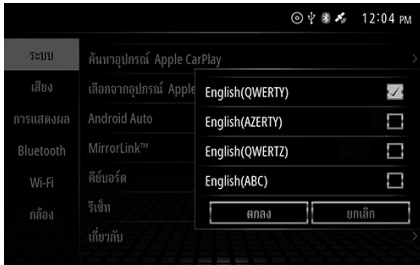 12:04 PM
ระบบ
เสียง
การแสดงผล
Bluetooth
Wi-Fi
กล้อง
ค้นหาอุปกรณ์ Apple CarPlay
เลือกจากอุปกรณ์ Apple
Android Auto
MirrorLink™
คีย์บอร์ด
รีเซ็ท
เกี่ยวกับ
English(QWERTY)
English(AZERTY)
English(QWERTZ)
English(ABC)
ตกลง
ยกเลิก